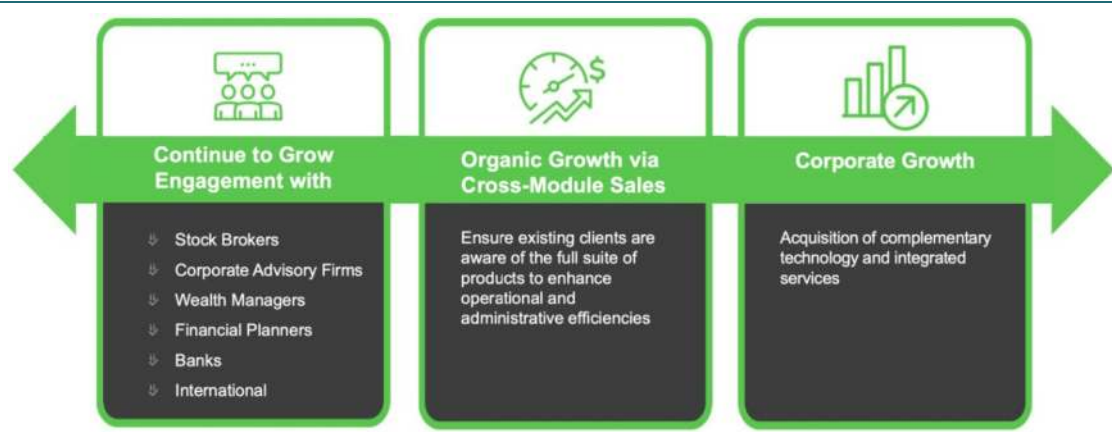 Continue to Grow
Engagement with
Stock Brokers
Corporate Advisory Firms
Wealth Managers
Financial Planners
Banks
International
$
Organic Growth via
Cross-Module Sales
Ensure existing clients are
aware of the full suite of
products to enhance
operational and
administrative efficiencies
Corporate Growth
Acquisition of complementary
technology and integrated
services